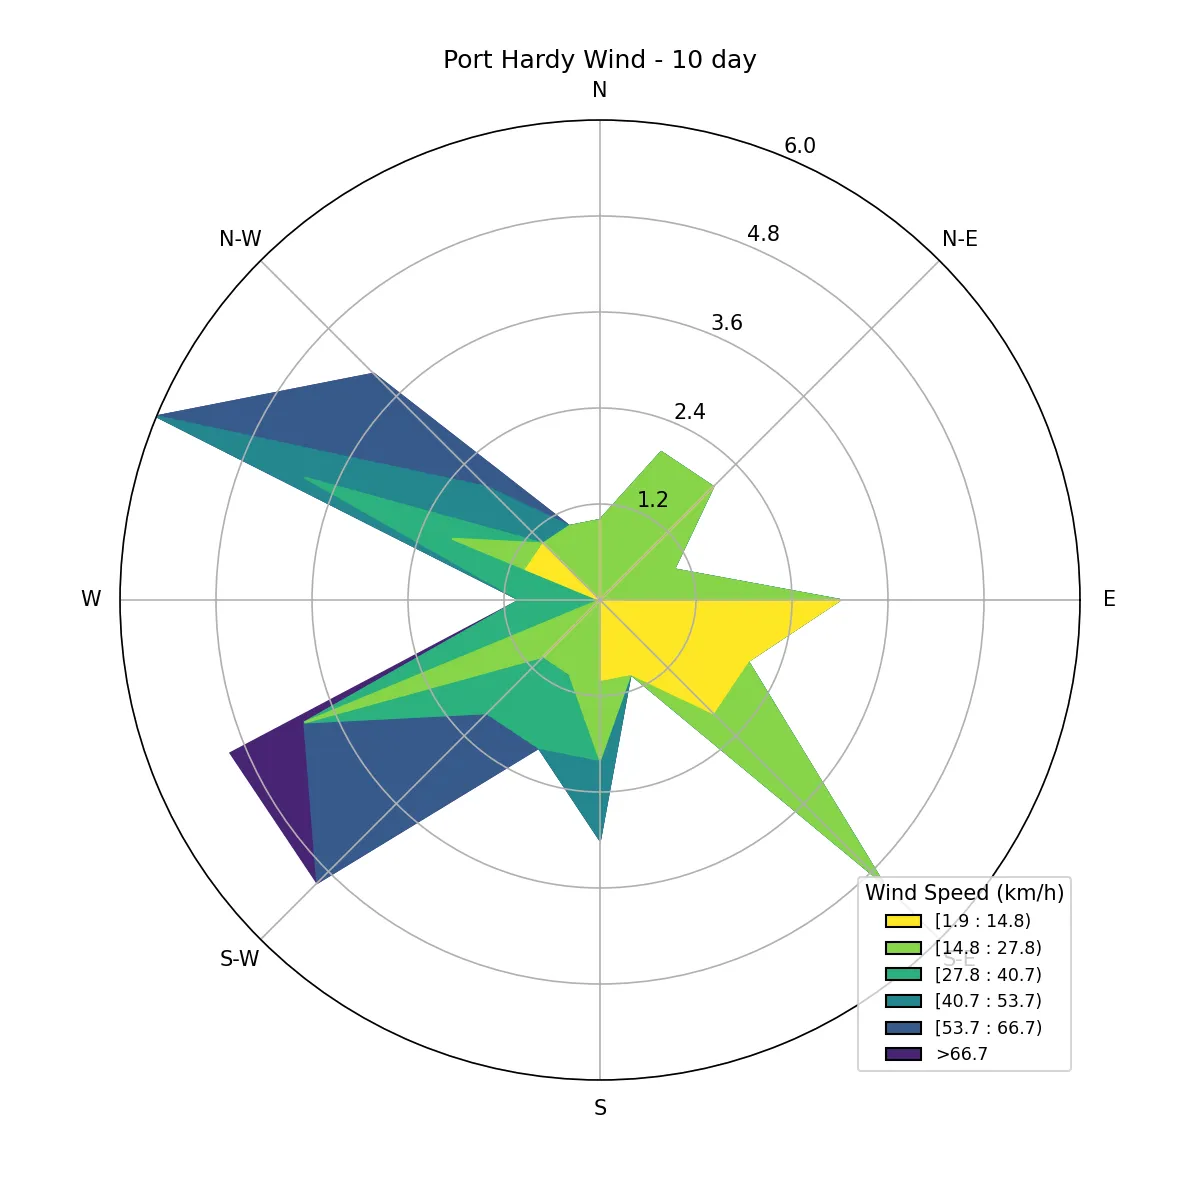 Port Hardy Wind - 10 day
N
6.0
4.8
N-W
N-E
3.6
2.4
1.2
W
E
Wind Speed (km/h)
[1.9 : 14.8)
[14.8 : 27.8)
S-W
S-E
[27.8 : 40.7)
[40.7 : 53.7)
[53.7 : 66.7)
>66.7
S